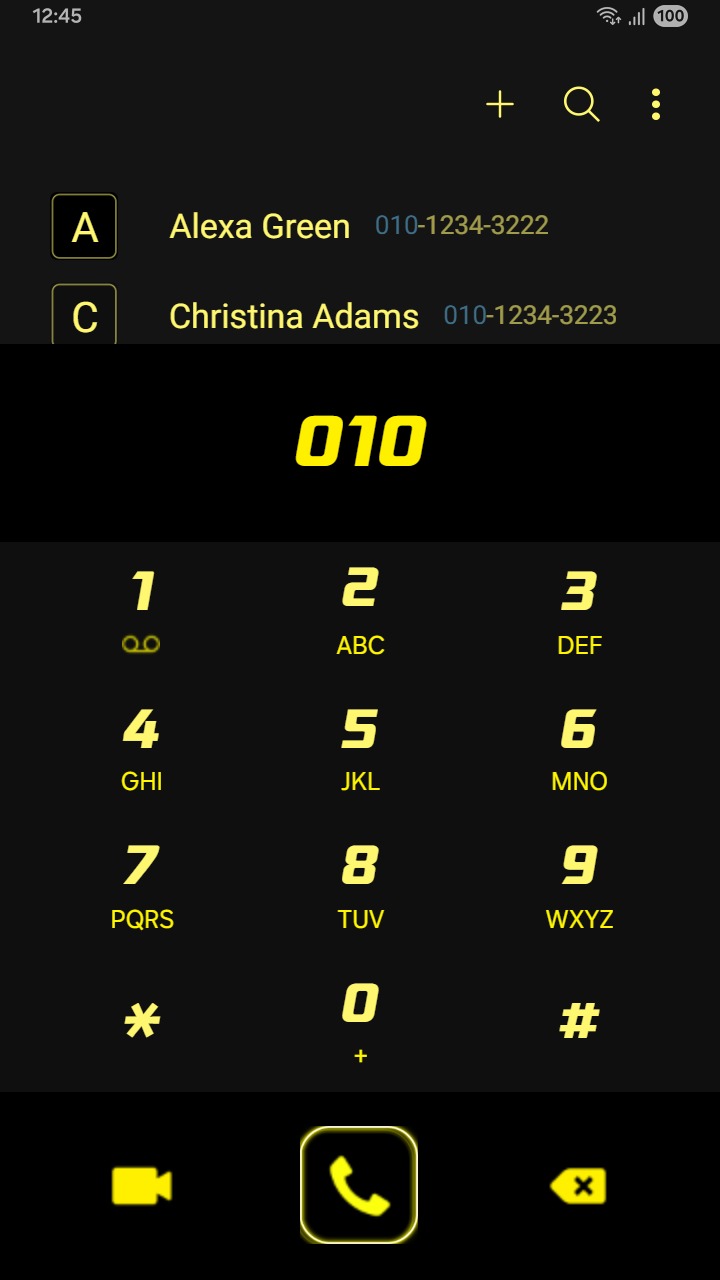 12:45 100
A Alexa Green 010-1234-3222
C Christina Adams 010-1234-3223
010
1 2 3
ABC DEF
4 5 6
GHI JKL MNO
7 8 9
PQRS TUV WXYZ
* 0 #
+